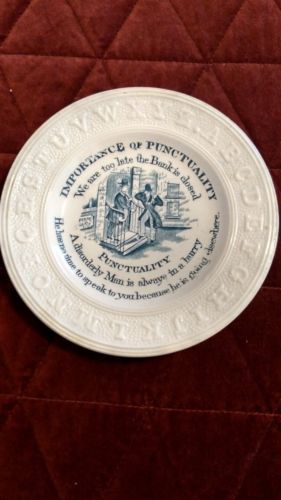 IMPORTANCE OF PUNCTUALITY
We are too late the Bank is closed
PUNCTUALITY
A disorderly Man is always in a hurry
He has no time to speak to you because he is going elsewhere.